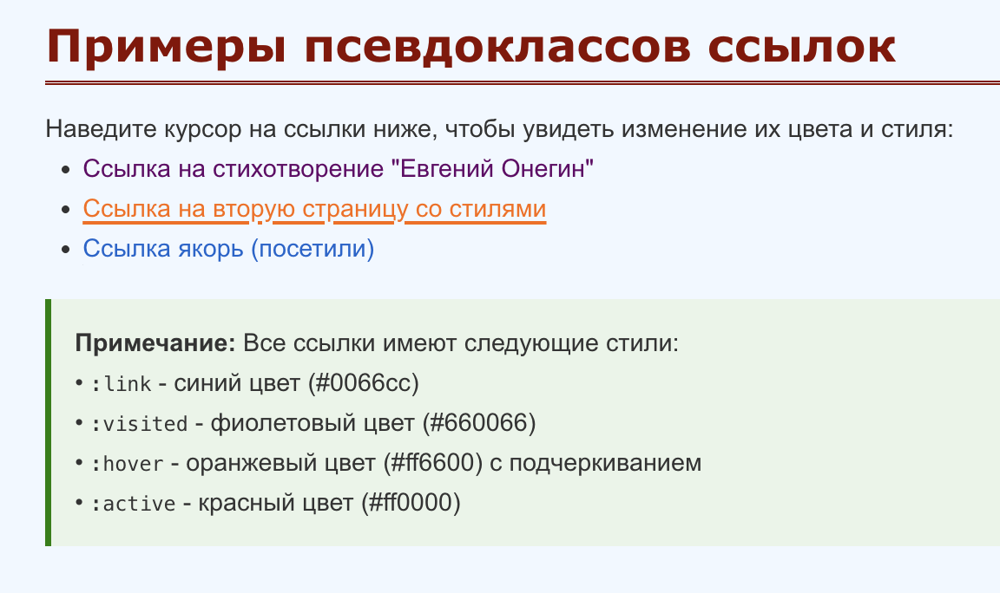 Примеры псевдоклассов ссылок
Наведите курсор на ссылки ниже, чтобы увидеть изменение их цвета и стиля:
• Ссылка на стихотворение "Евгений Онегин"
• Ссылка на вторую страницу со стилями
• Ссылка якорь (посетили)
Примечание: Все ссылки имеют следующие стили:
• :link - синий цвет (#0066cc)
• :visited - фиолетовый цвет (#660066)
• :hover - оранжевый цвет (#ff6600) с подчеркиванием
• :active - красный цвет (#ff0000)